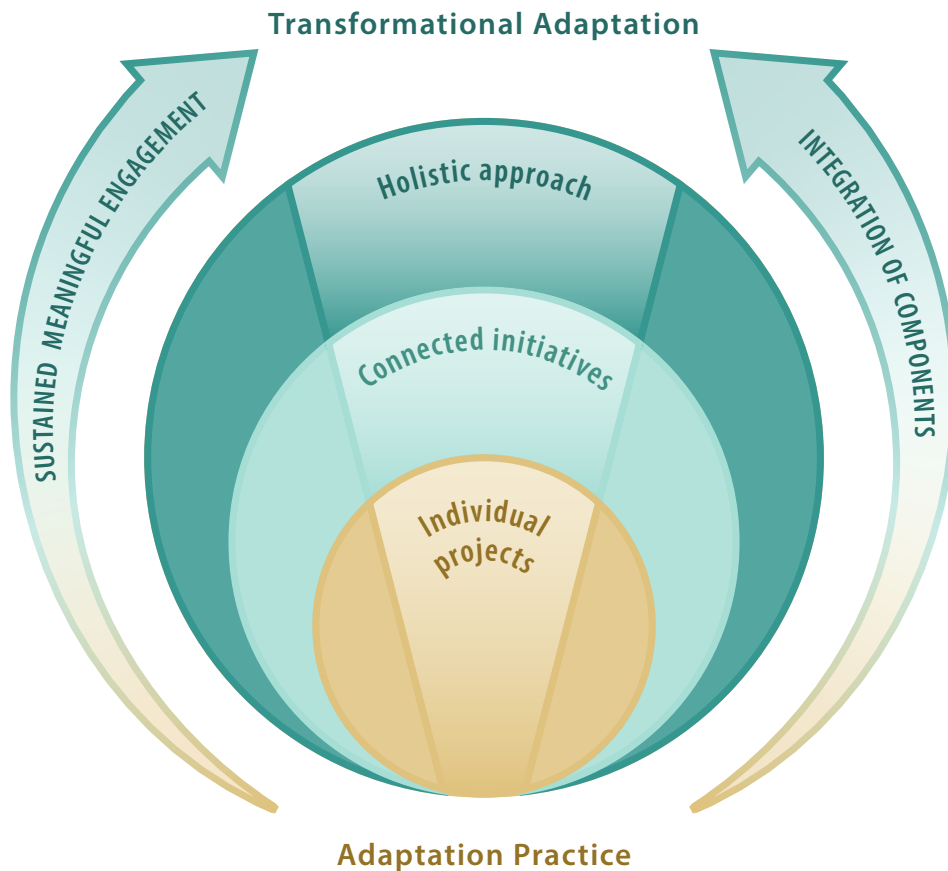 Transformational Adaptation
SUSTAINED MEANINGFUL ENGAGEMENT
INTEGRATION OF COMPONENTS
Holistic approach
Connected initiatives
Individual
projects
Adaptation Practice